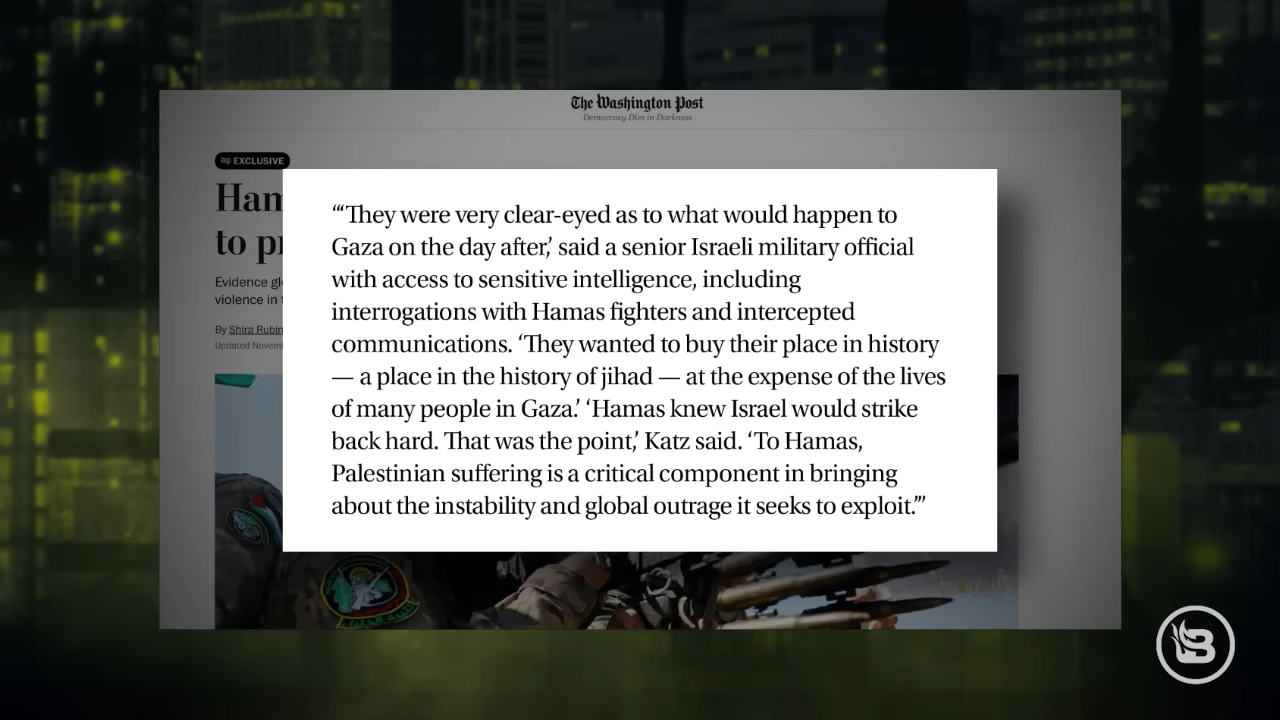 The Washington Post
Democracy Dies in Darkness
wp EXCLUSIVE
Ham
to p
Evidence gl
violence in t
By Shira Rubin
Updated Novem
“‘They were very clear-eyed as to what would happen to
Gaza on the day after,’ said a senior Israeli military official
with access to sensitive intelligence, including
interrogations with Hamas fighters and intercepted
communications. ‘They wanted to buy their place in history
— a place in the history of jihad — at the expense of the lives
of many people in Gaza.’ ‘Hamas knew Israel would strike
back hard. That was the point,’ Katz said. ‘To Hamas,
Palestinian suffering is a critical component in bringing
about the instability and global outrage it seeks to exploit.’”
B